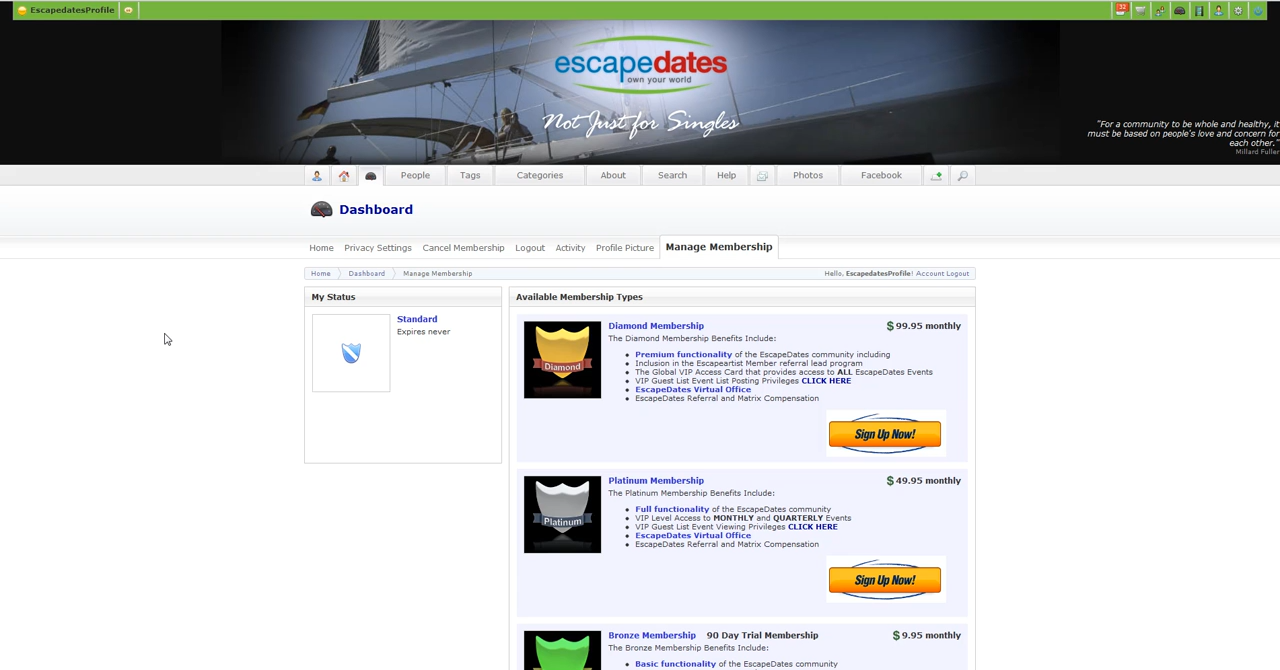 EscapedatesProfile
32
escapedates
own your world
Not Just for Singles
"For a community to be whole and healthy, it
must be based on people's love and concern for
each other."
Millard Fuller
People Tags Categories About Search Help Photos Facebook
Dashboard
Home Privacy Settings Cancel Membership Logout Activity Profile Picture Manage Membership
Home Dashboard Manage Membership Hello, EscapedatesProfile! Account Logout
My Status
Standard
Expires never
Available Membership Types
Diamond
Diamond Membership $99.95 monthly
The Diamond Membership Benefits Include:
• Premium functionality of the EscapeDates community including
• Inclusion in the Escapeartist Member referral lead program
• The Global VIP Access Card that provides access to ALL EscapeDates Events
• VIP Guest List Event List Posting Privileges CLICK HERE
• EscapeDates Virtual Office
• EscapeDates Referral and Matrix Compensation
Sign Up Now!
Platinum
Platinum Membership $49.95 monthly
The Platinum Membership Benefits Include:
• Full functionality of the EscapeDates community
• VIP Level Access to MONTHLY and QUARTERLY Events
• VIP Guest List Event Viewing Privileges CLICK HERE
• EscapeDates Virtual Office
• EscapeDates Referral and Matrix Compensation
Sign Up Now!
Bronze Membership 90 Day Trial Membership $9.95 monthly
The Bronze Membership Benefits Include:
• Basic functionality of the EscapeDates community